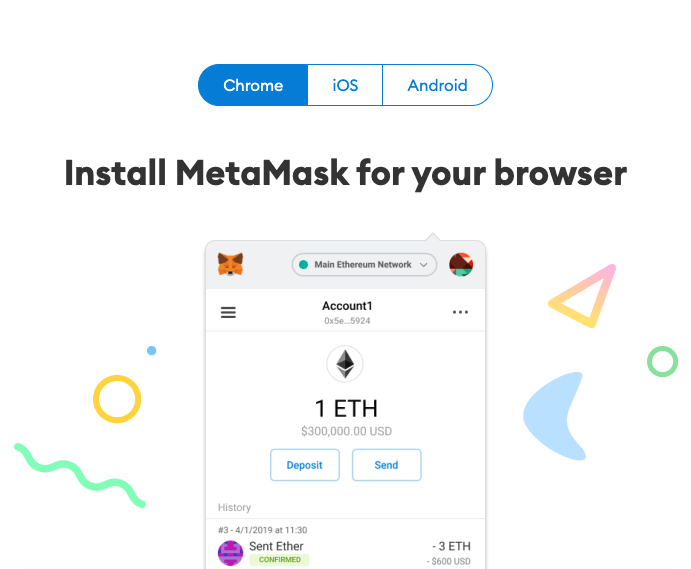 Chrome
iOS
Android
Install MetaMask for your browser
Main Ethereum Network
Account1
0x5e...5924
1 ETH
$300,000.00 USD
Deposit
Send
History
#3 - 4/1/2019 at 11:30
Sent Ether
- 3 ETH
CONFIRMED
- $600 USD